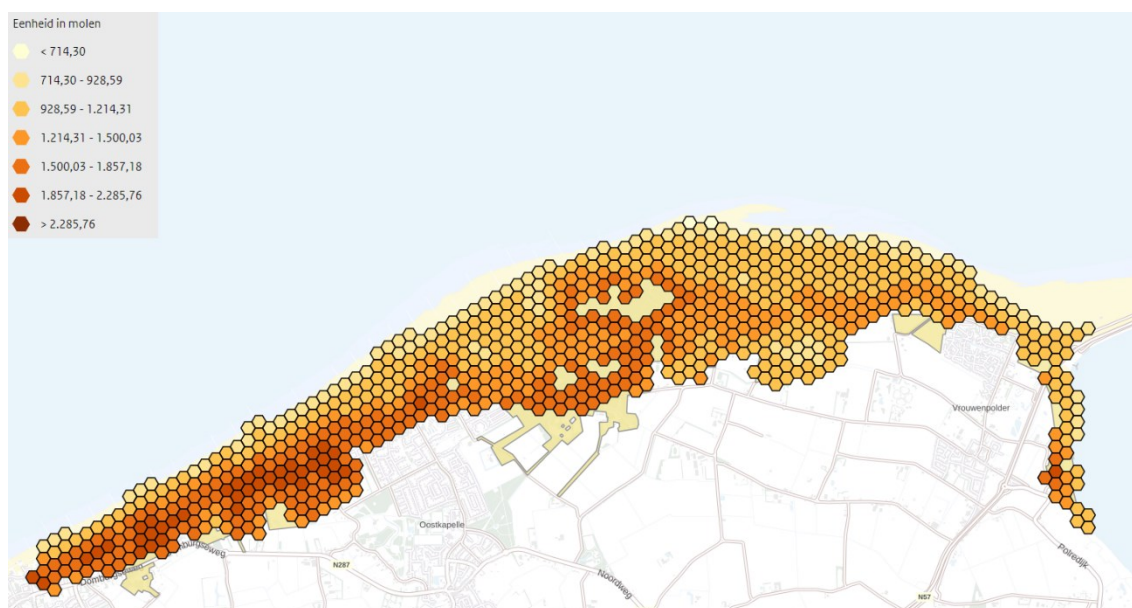 Eenheid in molen
< 714,30
714,30 - 928,59
928,59 - 1.214,31
1.214,31 - 1.500,03
1.500,03 - 1.857,18
1.857,18 - 2.285,76
> 2.285,76
Vrouwenpolder
Oostkapelle
N287
Noordweg
Polredijk
N57